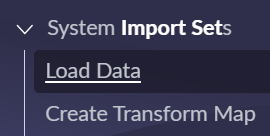 System Import Sets
Load Data
Create Transform Map